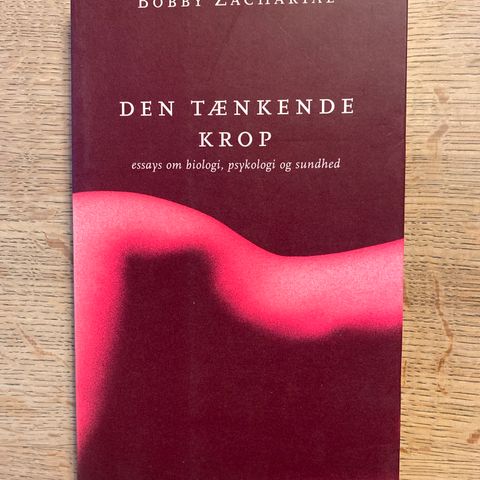 BOBBY ZACHARIAE
DEN TÆNKENDE
KROP
essays om biologi, psykologi og sundhed